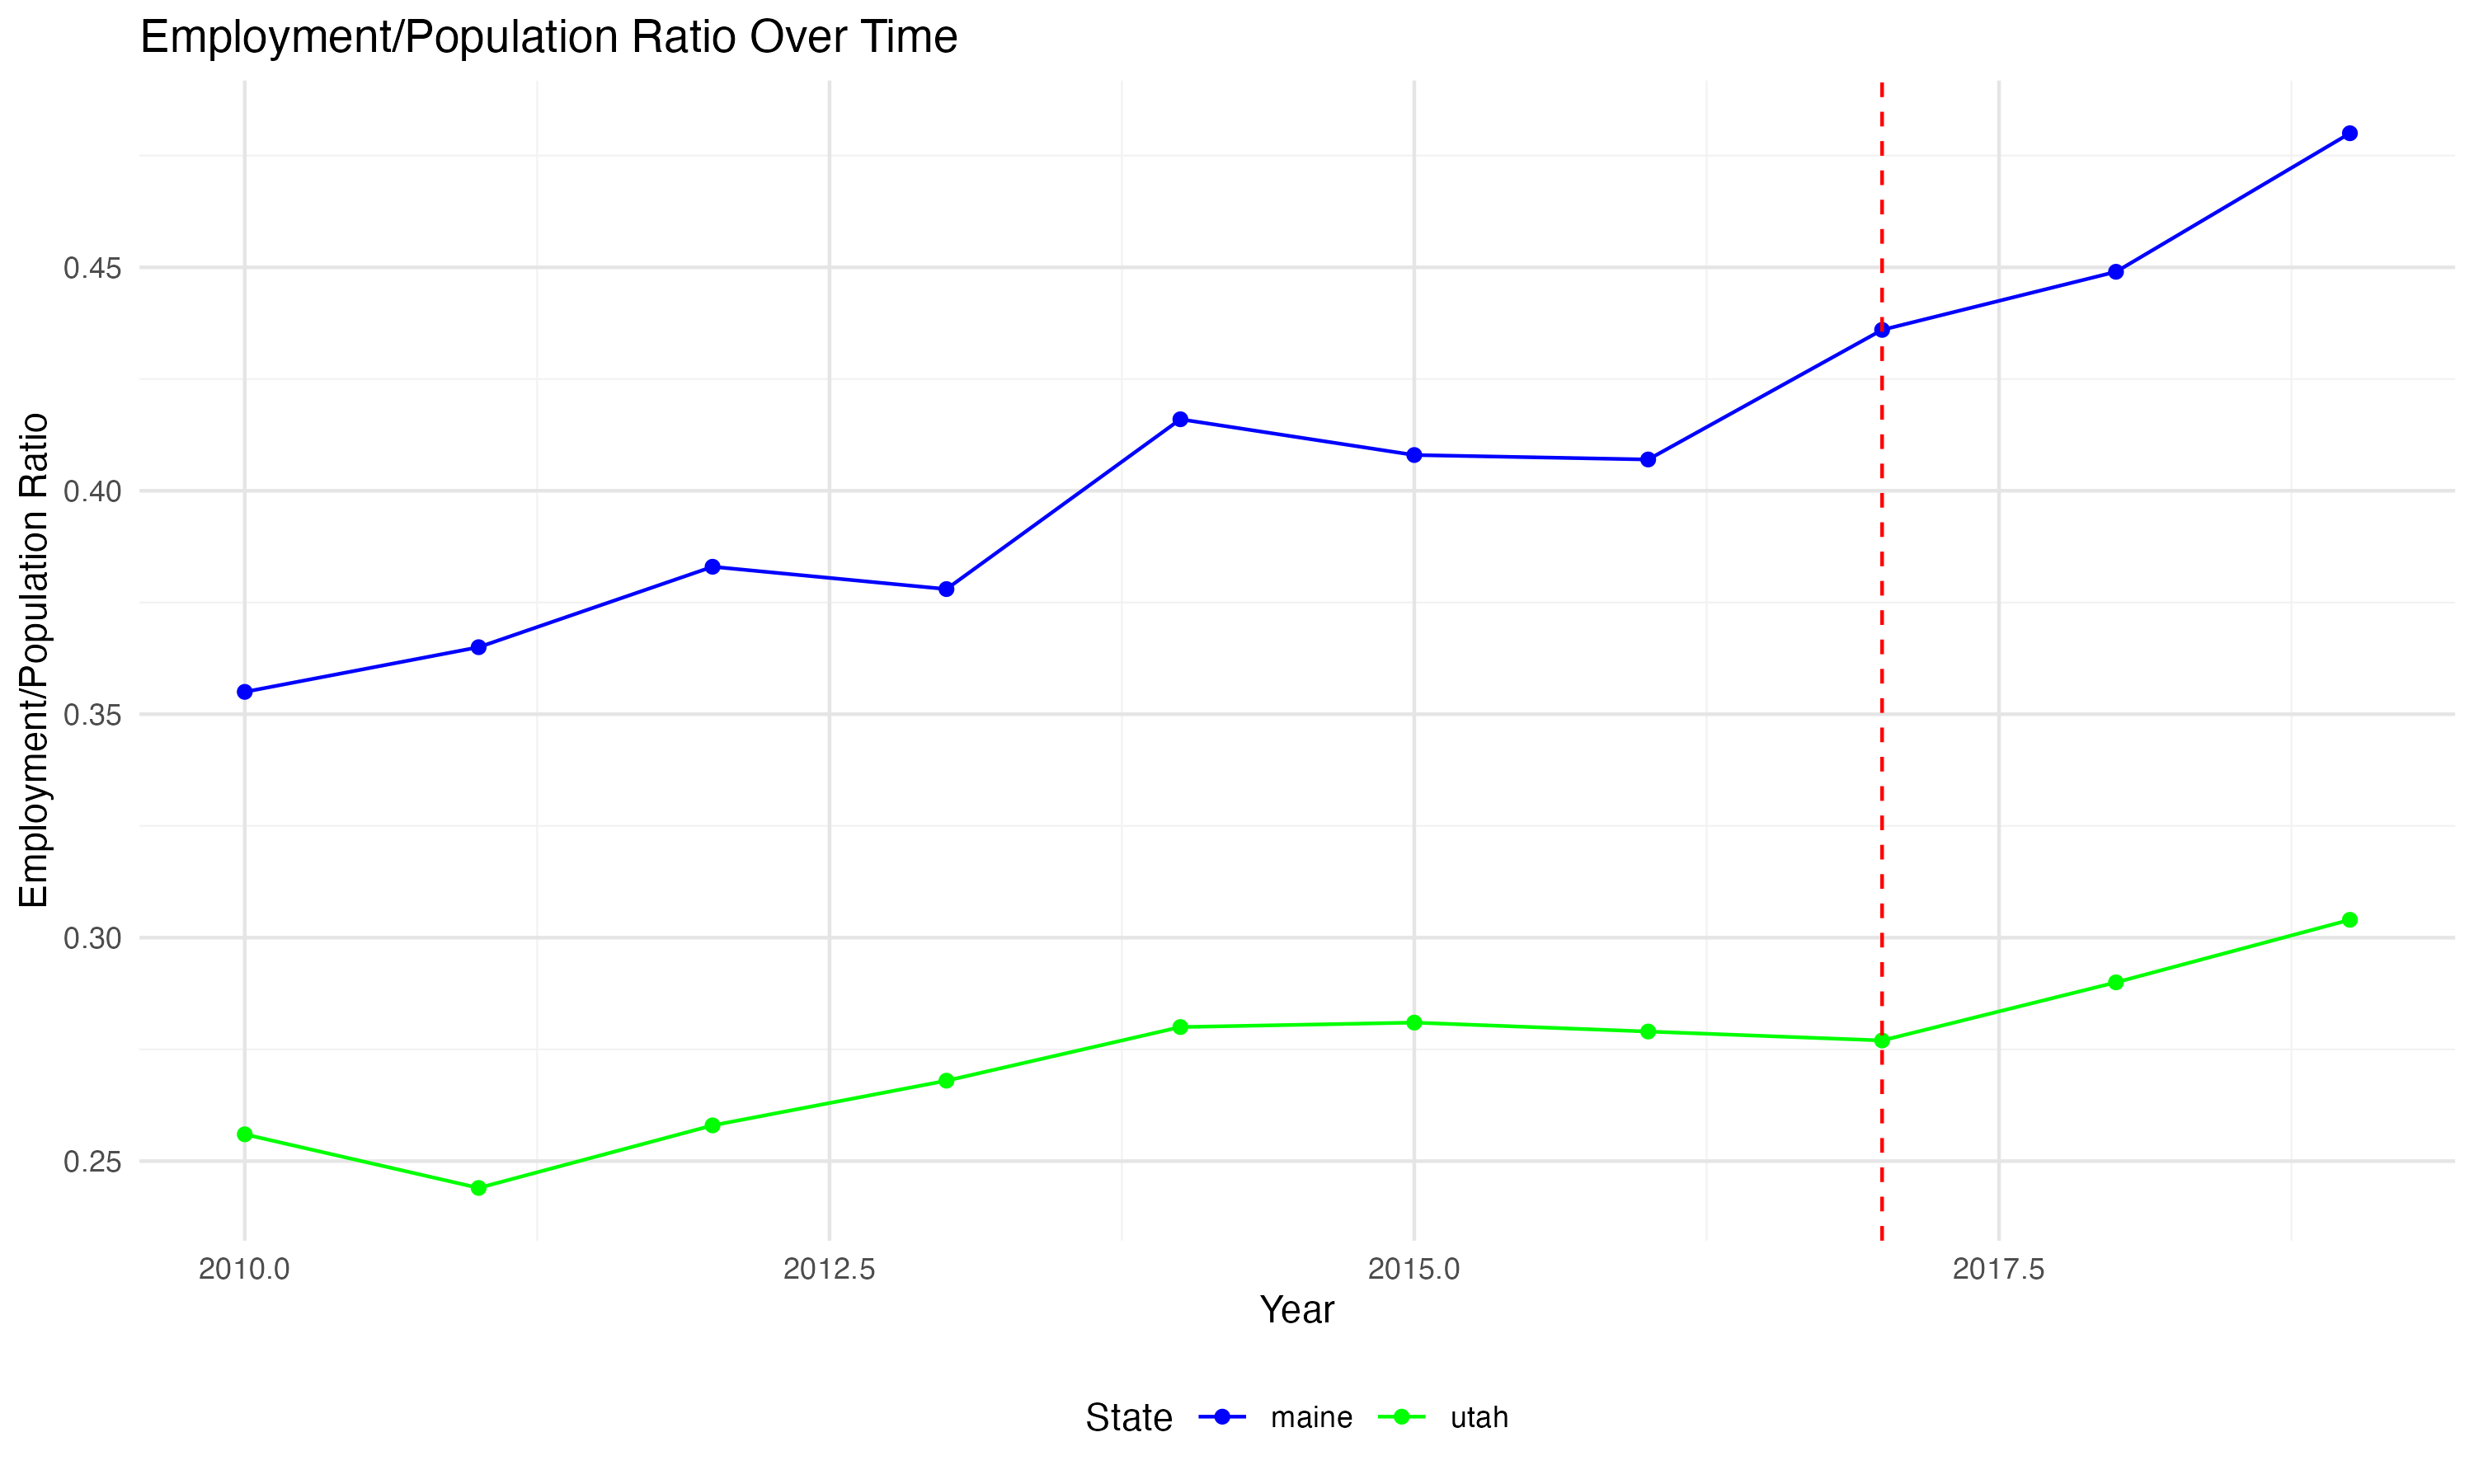 Employment/Population Ratio Over Time
Employment/Population Ratio
0.45
0.40
0.35
0.30
0.25
2010.0 2012.5 2015.0 2017.5
Year
State maine utah